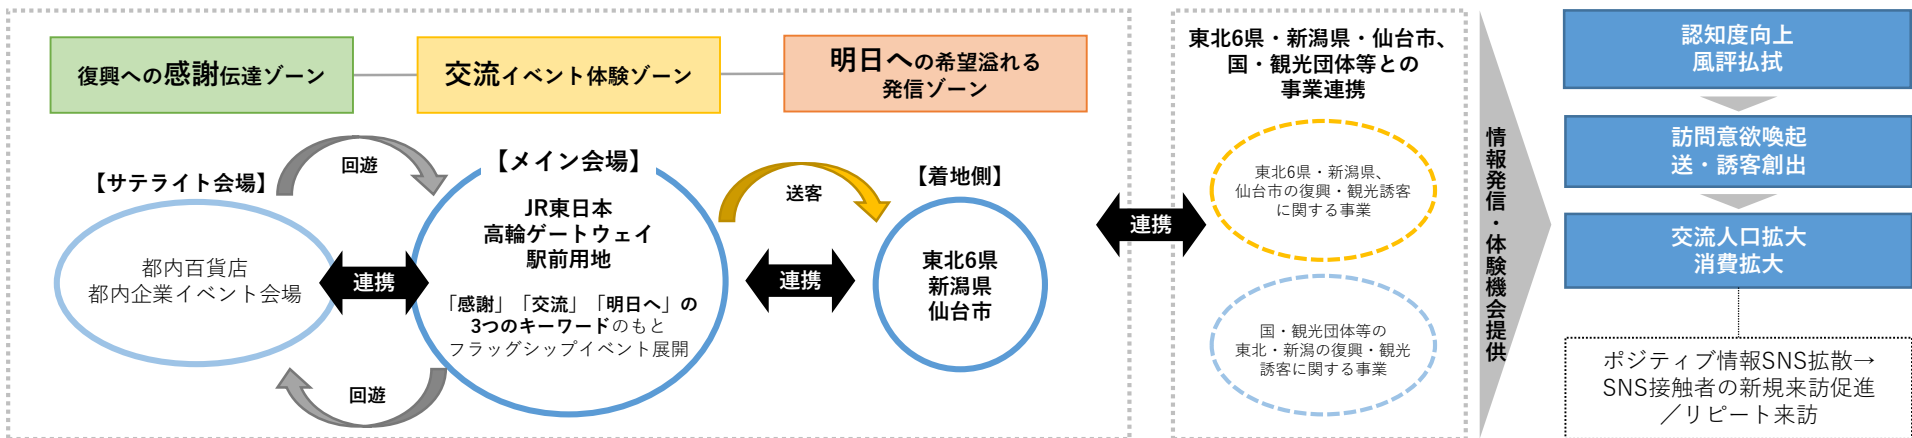 復興への感謝伝達ゾーン
交流イベント体験ゾーン
明日への希望溢れる
発信ゾーン
【サテライト会場】
都内百貨店
都内企業イベント会場
回遊
連携
回遊
【メイン会場】
JR東日本
高輪ゲートウェイ
駅前用地
「感謝」「交流」「明日へ」の
3つのキーワードのもと
フラッグシップイベント展開
送客
連携
【着地側】
東北6県
新潟県
仙台市
連携
東北6県・新潟県・仙台市、
国・観光団体等との
事業連携
東北6県・新潟県、
仙台市の復興・観光誘客
に関する事業
国・観光団体等の
東北・新潟の復興・観光
誘客に関する事業
情報発信・体験機会提供
認知度向上
風評払拭
訪問意欲喚起
送・誘客創出
交流人口拡大
消費拡大
ポジティブ情報SNS拡散→
SNS接触者の新規来訪促進
／リピート来訪